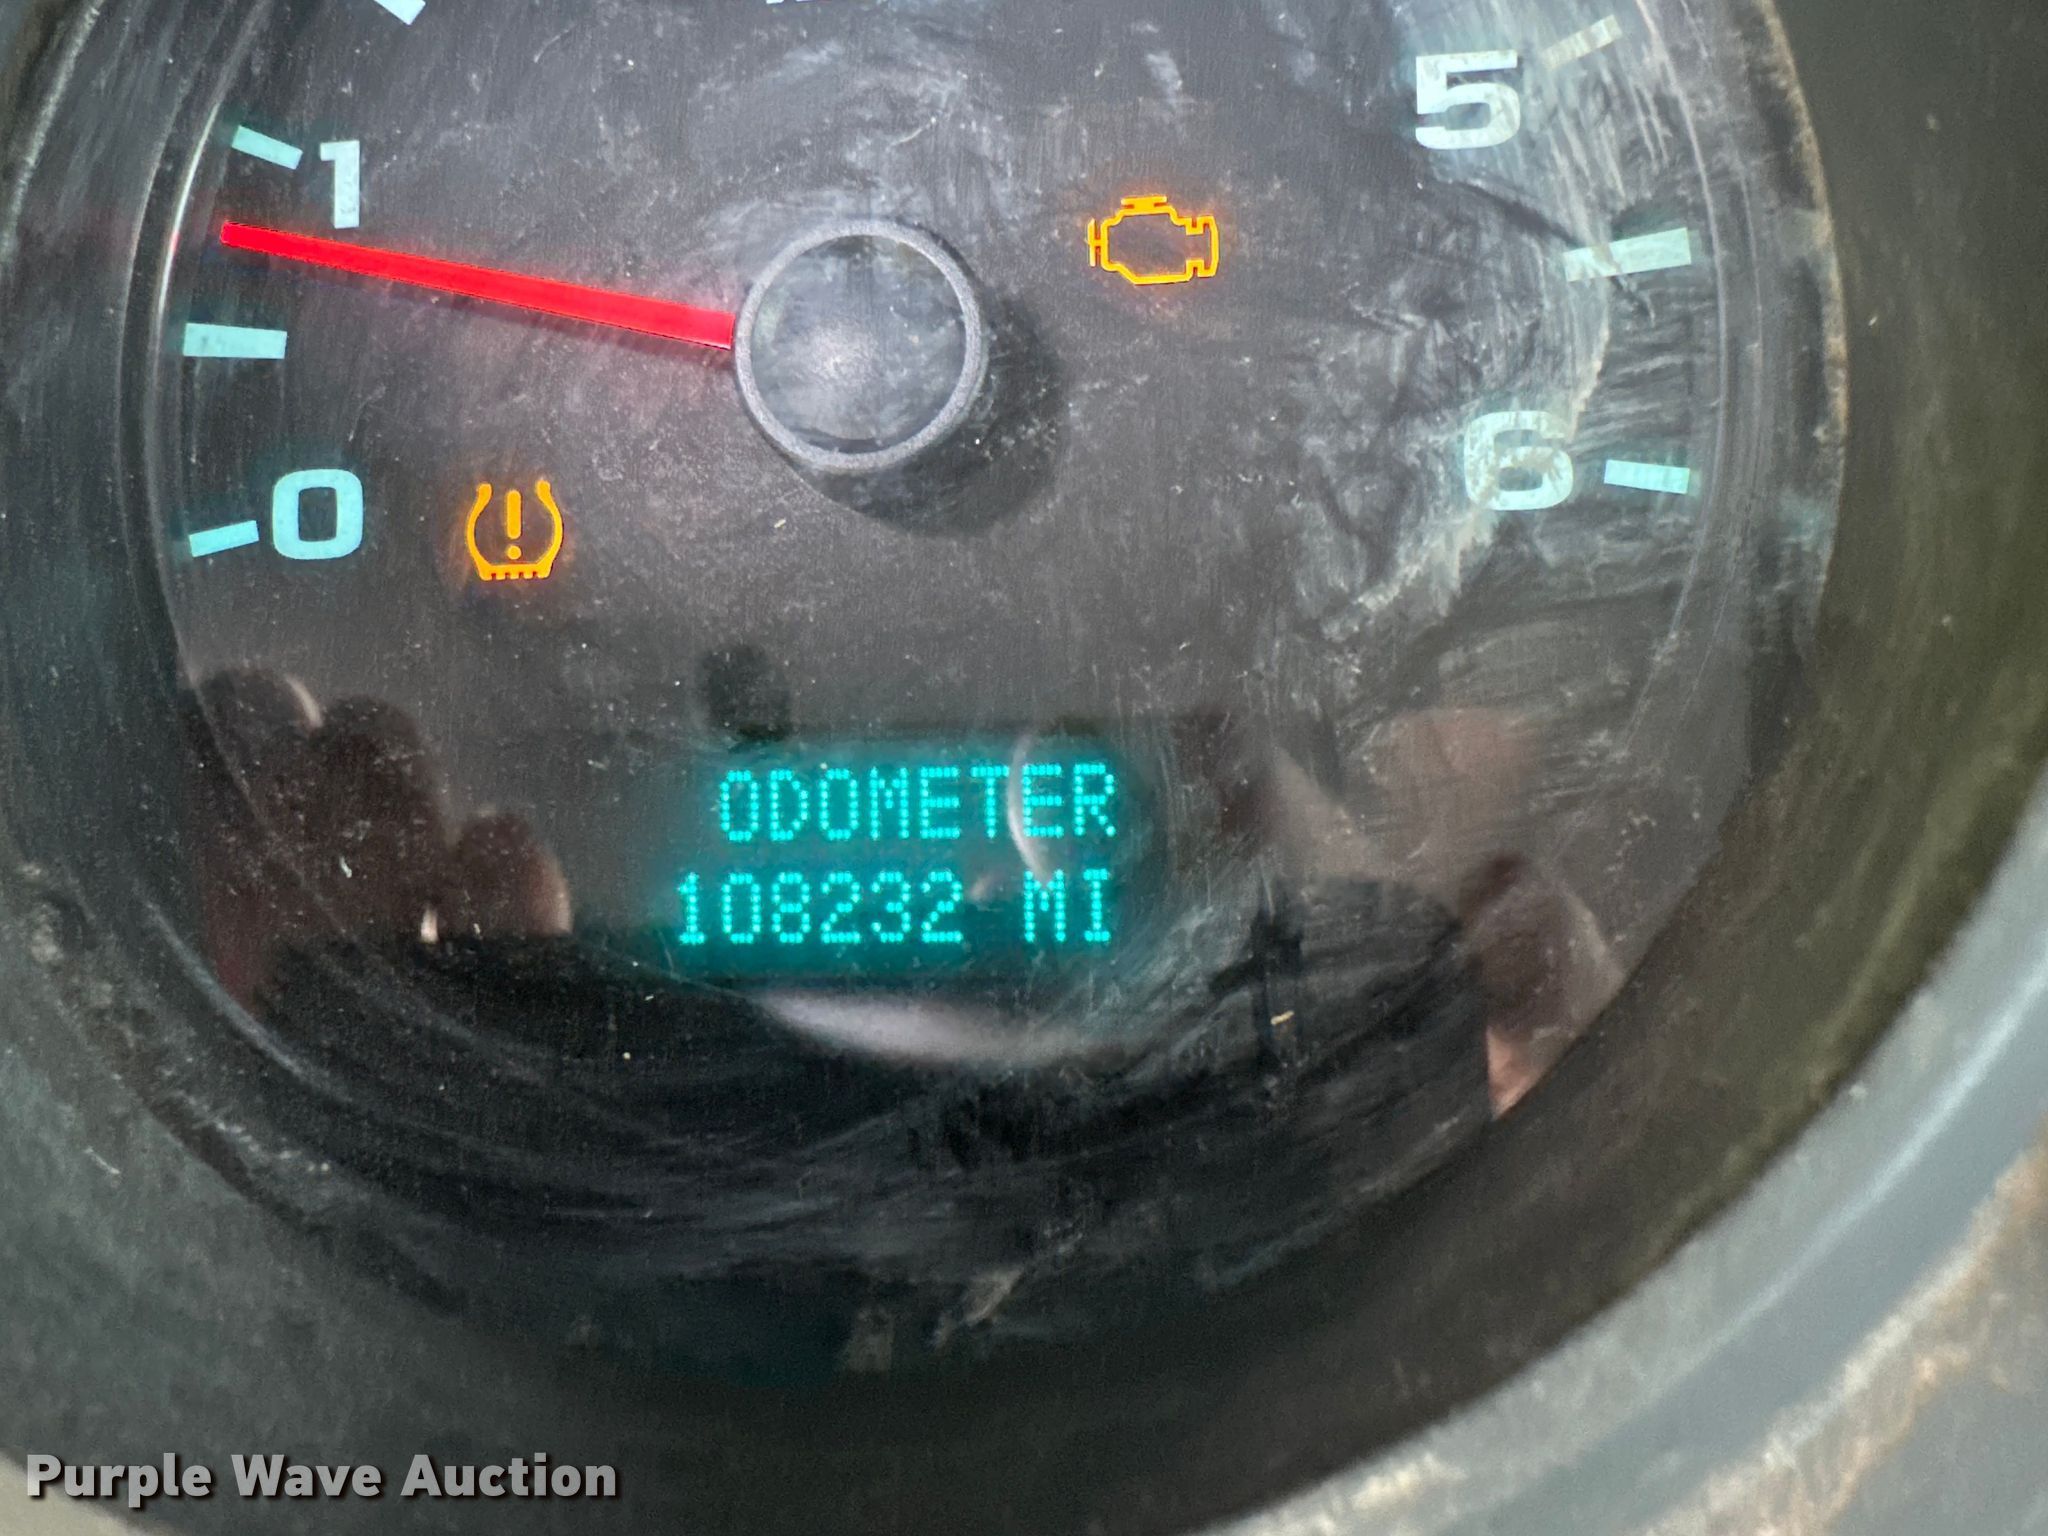 5
1
6
0
ODOMETER
108232 MI
Purple Wave Auction